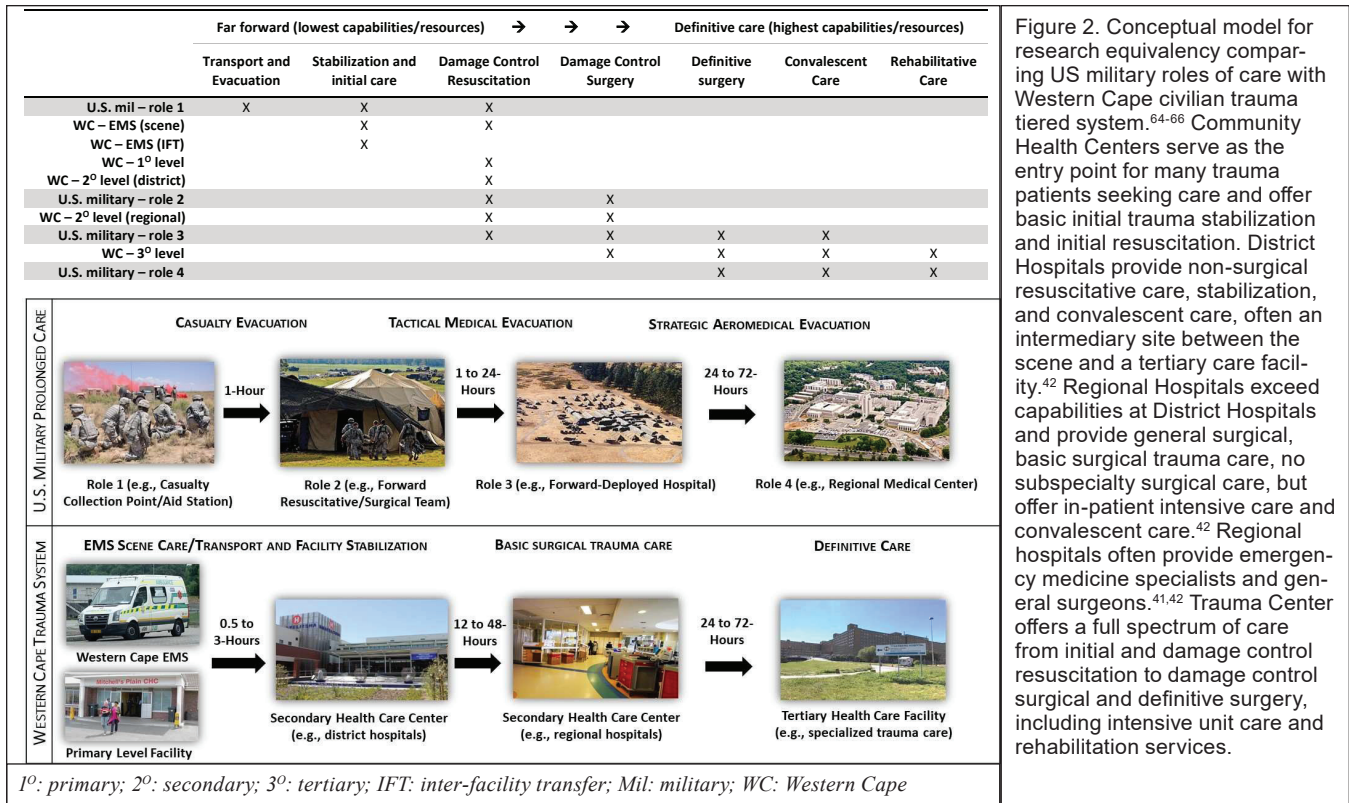 Far forward (lowest capabilities/resources) → → → Definitive care (highest capabilities/resources)
Transport and Evacuation Stabilization and initial care Damage Control Resuscitation Damage Control Surgery Definitive surgery Convalescent Care Rehabilitative Care
U.S. mil – role 1 X X X
WC – EMS (scene) X X
WC – EMS (IFT) X
WC – 1⁰ level X
WC – 2⁰ level (district) X
U.S. military – role 2 X X
WC – 2⁰ level (regional) X X
U.S. military – role 3 X X X X
WC – 3⁰ level X X X X
U.S. military – role 4 X X X
U.S. MILITARY PROLONGED CARE
CASUALTY EVACUATION TACTICAL MEDICAL EVACUATION STRATEGIC AEROMEDICAL EVACUATION
1-Hour
1 to 24-
Hours
24 to 72-
Hours
Role 1 (e.g., Casualty
Collection Point/Aid Station)
Role 2 (e.g., Forward
Resuscitative/Surgical Team)
Role 3 (e.g., Forward-Deployed Hospital)
Role 4 (e.g., Regional Medical Center)
WESTERN CAPE TRAUMA SYSTEM
EMS SCENE CARE/TRANSPORT AND FACILITY STABILIZATION BASIC SURGICAL TRAUMA CARE DEFINITIVE CARE
Western Cape EMS
Mitchell's Plain CHC
Primary Level Facility
0.5 to
3-Hours
12 to 48-
Hours
24 to 72-
Hours
Secondary Health Care Center
(e.g., district hospitals)
Secondary Health Care Center
(e.g., regional hospitals)
Tertiary Health Care Facility
(e.g., specialized trauma care)
1⁰: primary; 2⁰: secondary; 3⁰: tertiary; IFT: inter-facility transfer; Mil: military; WC: Western Cape
Figure 2. Conceptual model for
research equivalency compar-
ing US military roles of care with
Western Cape civilian trauma
tiered system.64-66 Community
Health Centers serve as the
entry point for many trauma
patients seeking care and offer
basic initial trauma stabilization
and initial resuscitation. District
Hospitals provide non-surgical
resuscitative care, stabilization,
and convalescent care, often an
intermediary site between the
scene and a tertiary care facil-
ity.42 Regional Hospitals exceed
capabilities at District Hospitals
and provide general surgical,
basic surgical trauma care, no
subspecialty surgical care, but
offer in-patient intensive care and
convalescent care.42 Regional
hospitals often provide emergen-
cy medicine specialists and gen-
eral surgeons.41,42 Trauma Center
offers a full spectrum of care
from initial and damage control
resuscitation to damage control
surgical and definitive surgery,
including intensive unit care and
rehabilitation services.